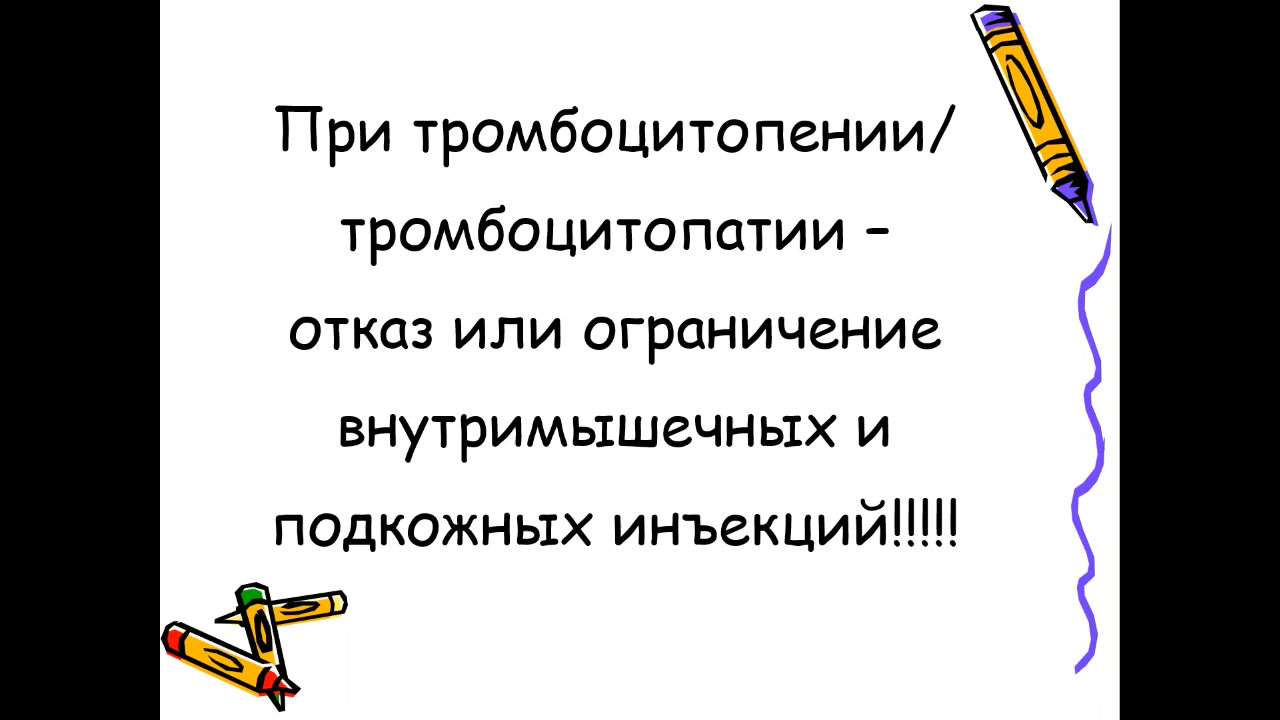 При тромбоцитопении/
тромбоцитопатии –
отказ или ограничение
внутримышечных и
подкожных инъекций!!!!!